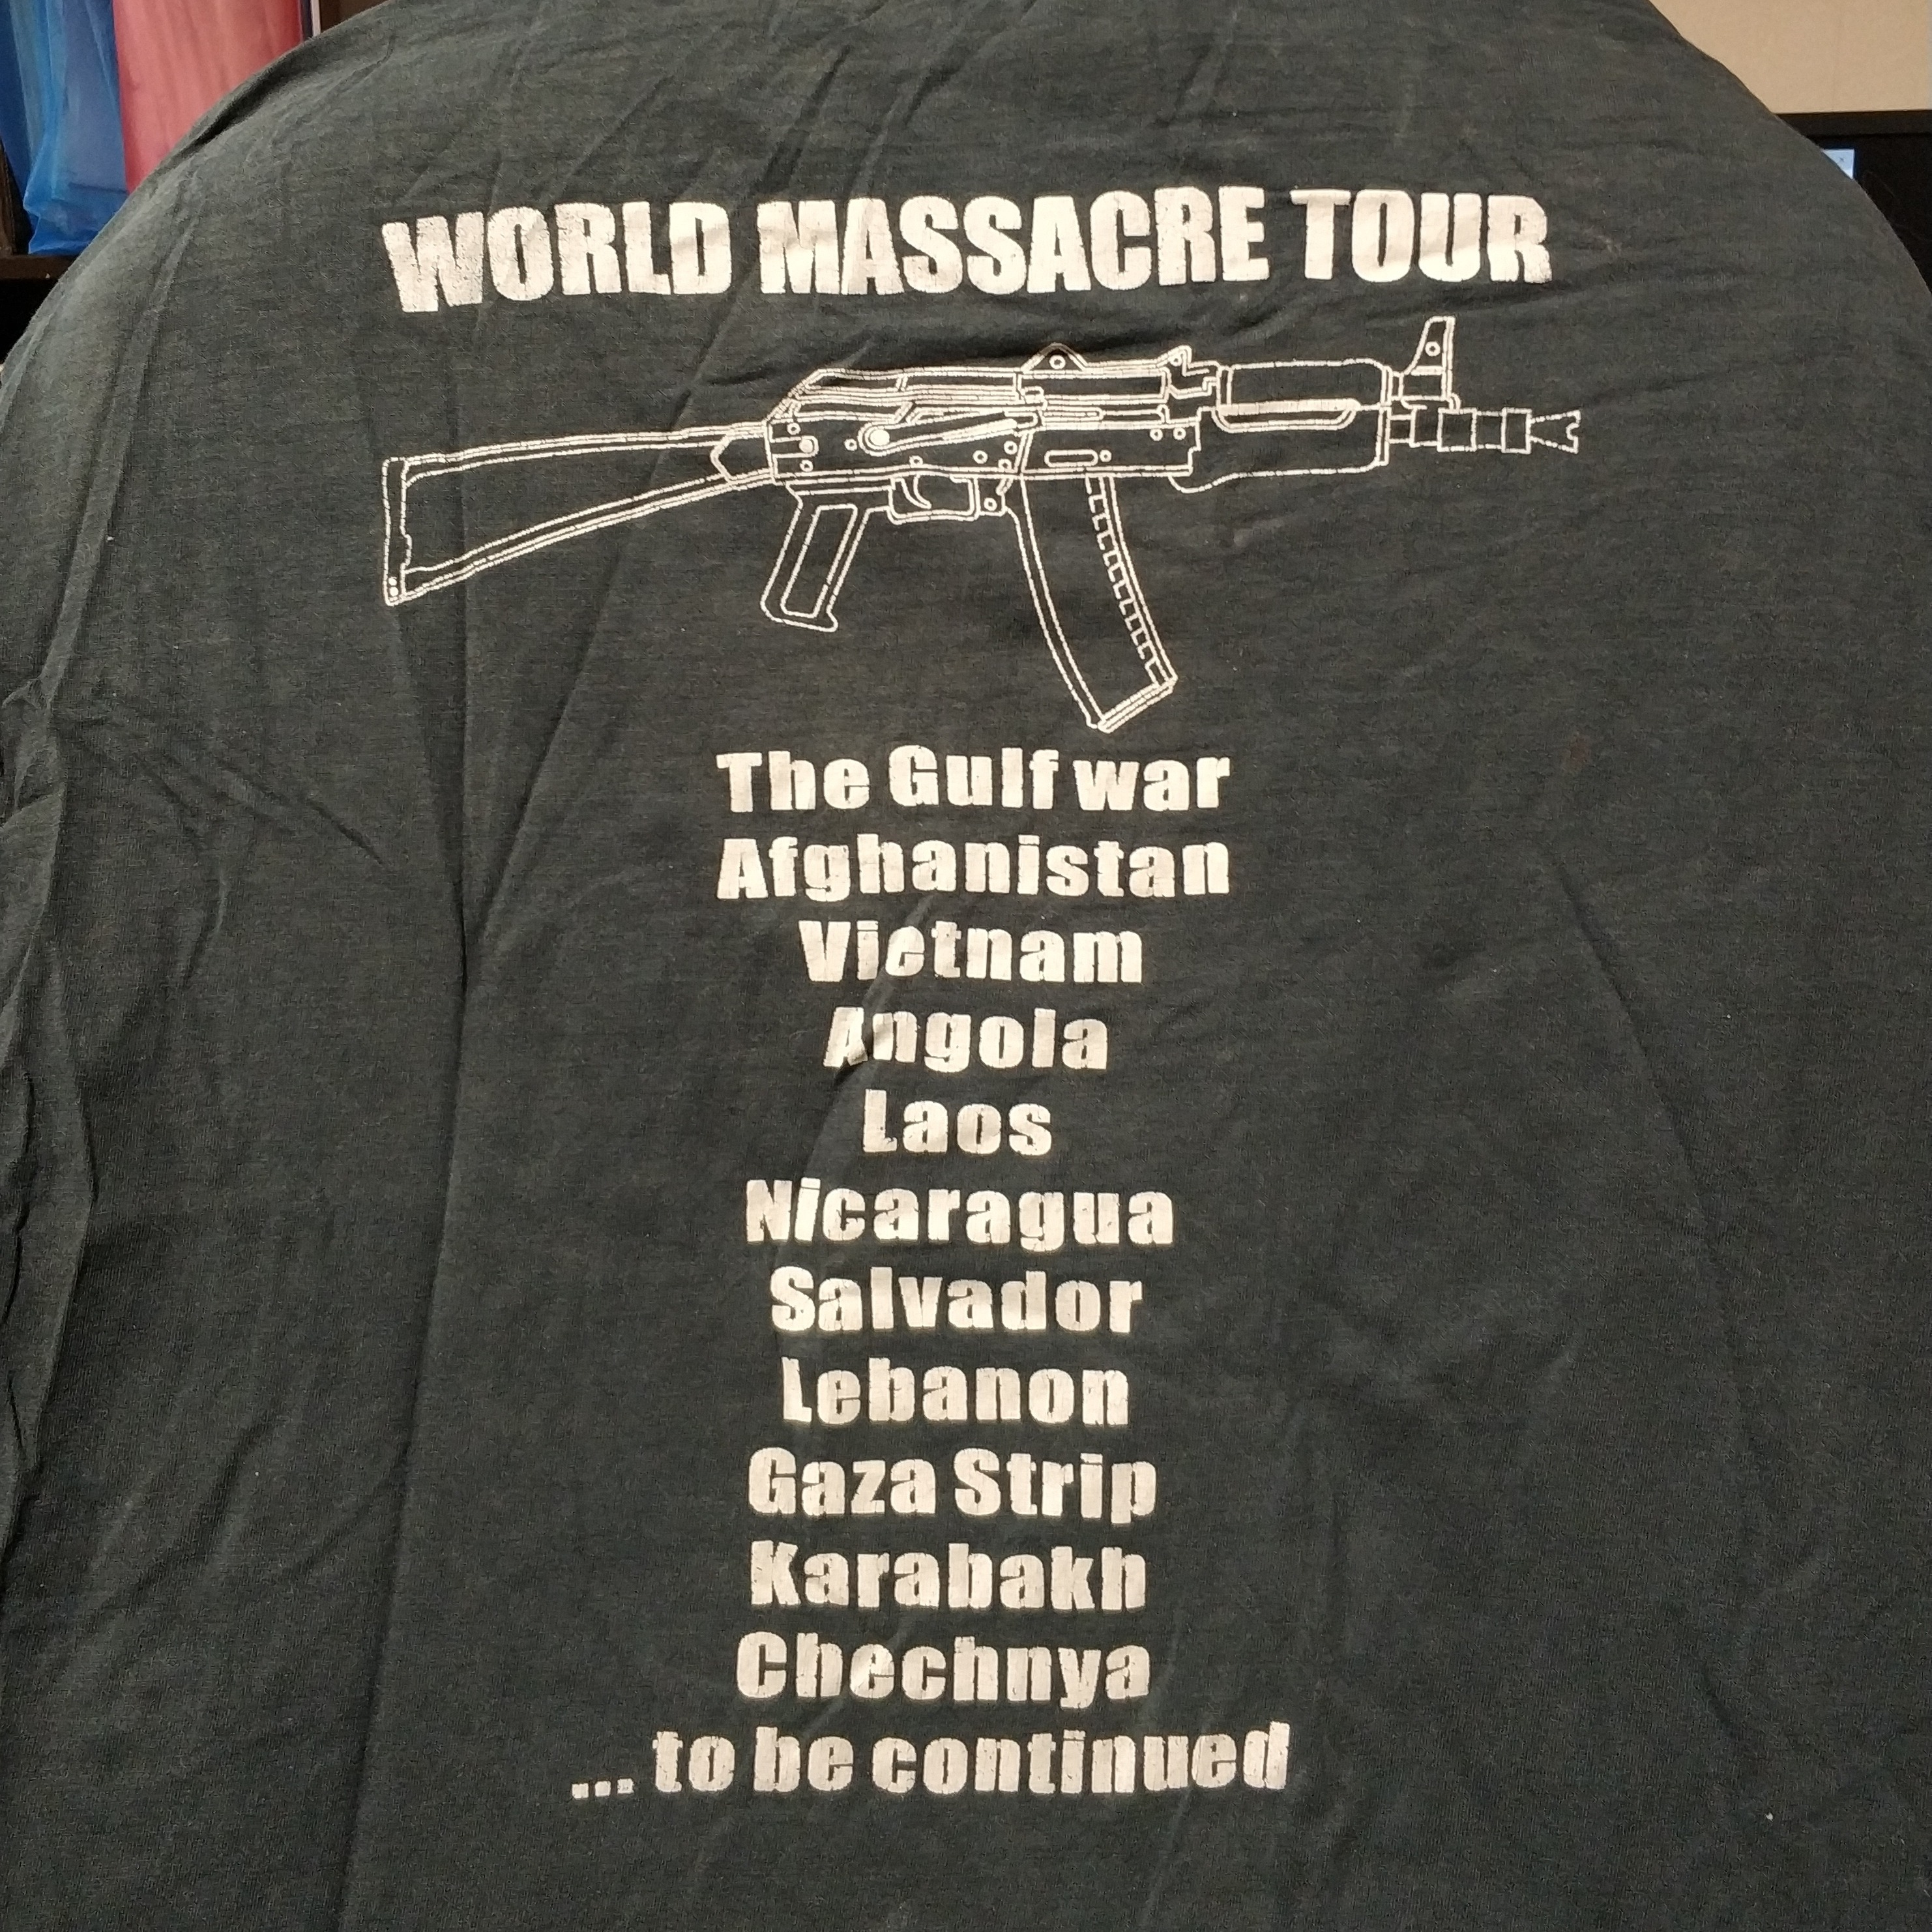 WORLD MASSACRE TOUR
The Gulf war
Afghanistan
Vietnam
Angola
Laos
Nicaragua
Salvador
Lebanon
Gaza Strip
Karabakh
Chechnya
... to be continued